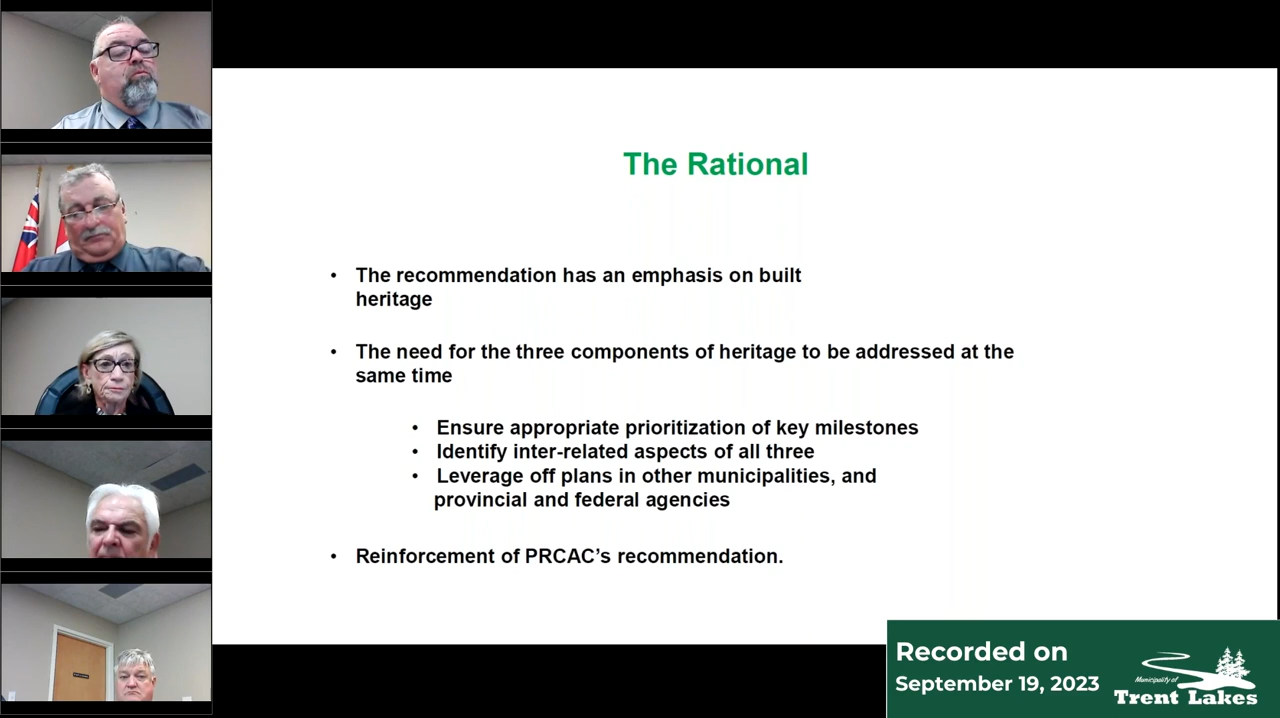 The Rational
• The recommendation has an emphasis on built
heritage
• The need for the three components of heritage to be addressed at the
same time
• Ensure appropriate prioritization of key milestones
• Identify inter-related aspects of all three
• Leverage off plans in other municipalities, and
provincial and federal agencies
• Reinforcement of PRCAC’s recommendation.
Recorded on
September 19, 2023
Municipality of
Trent Lakes